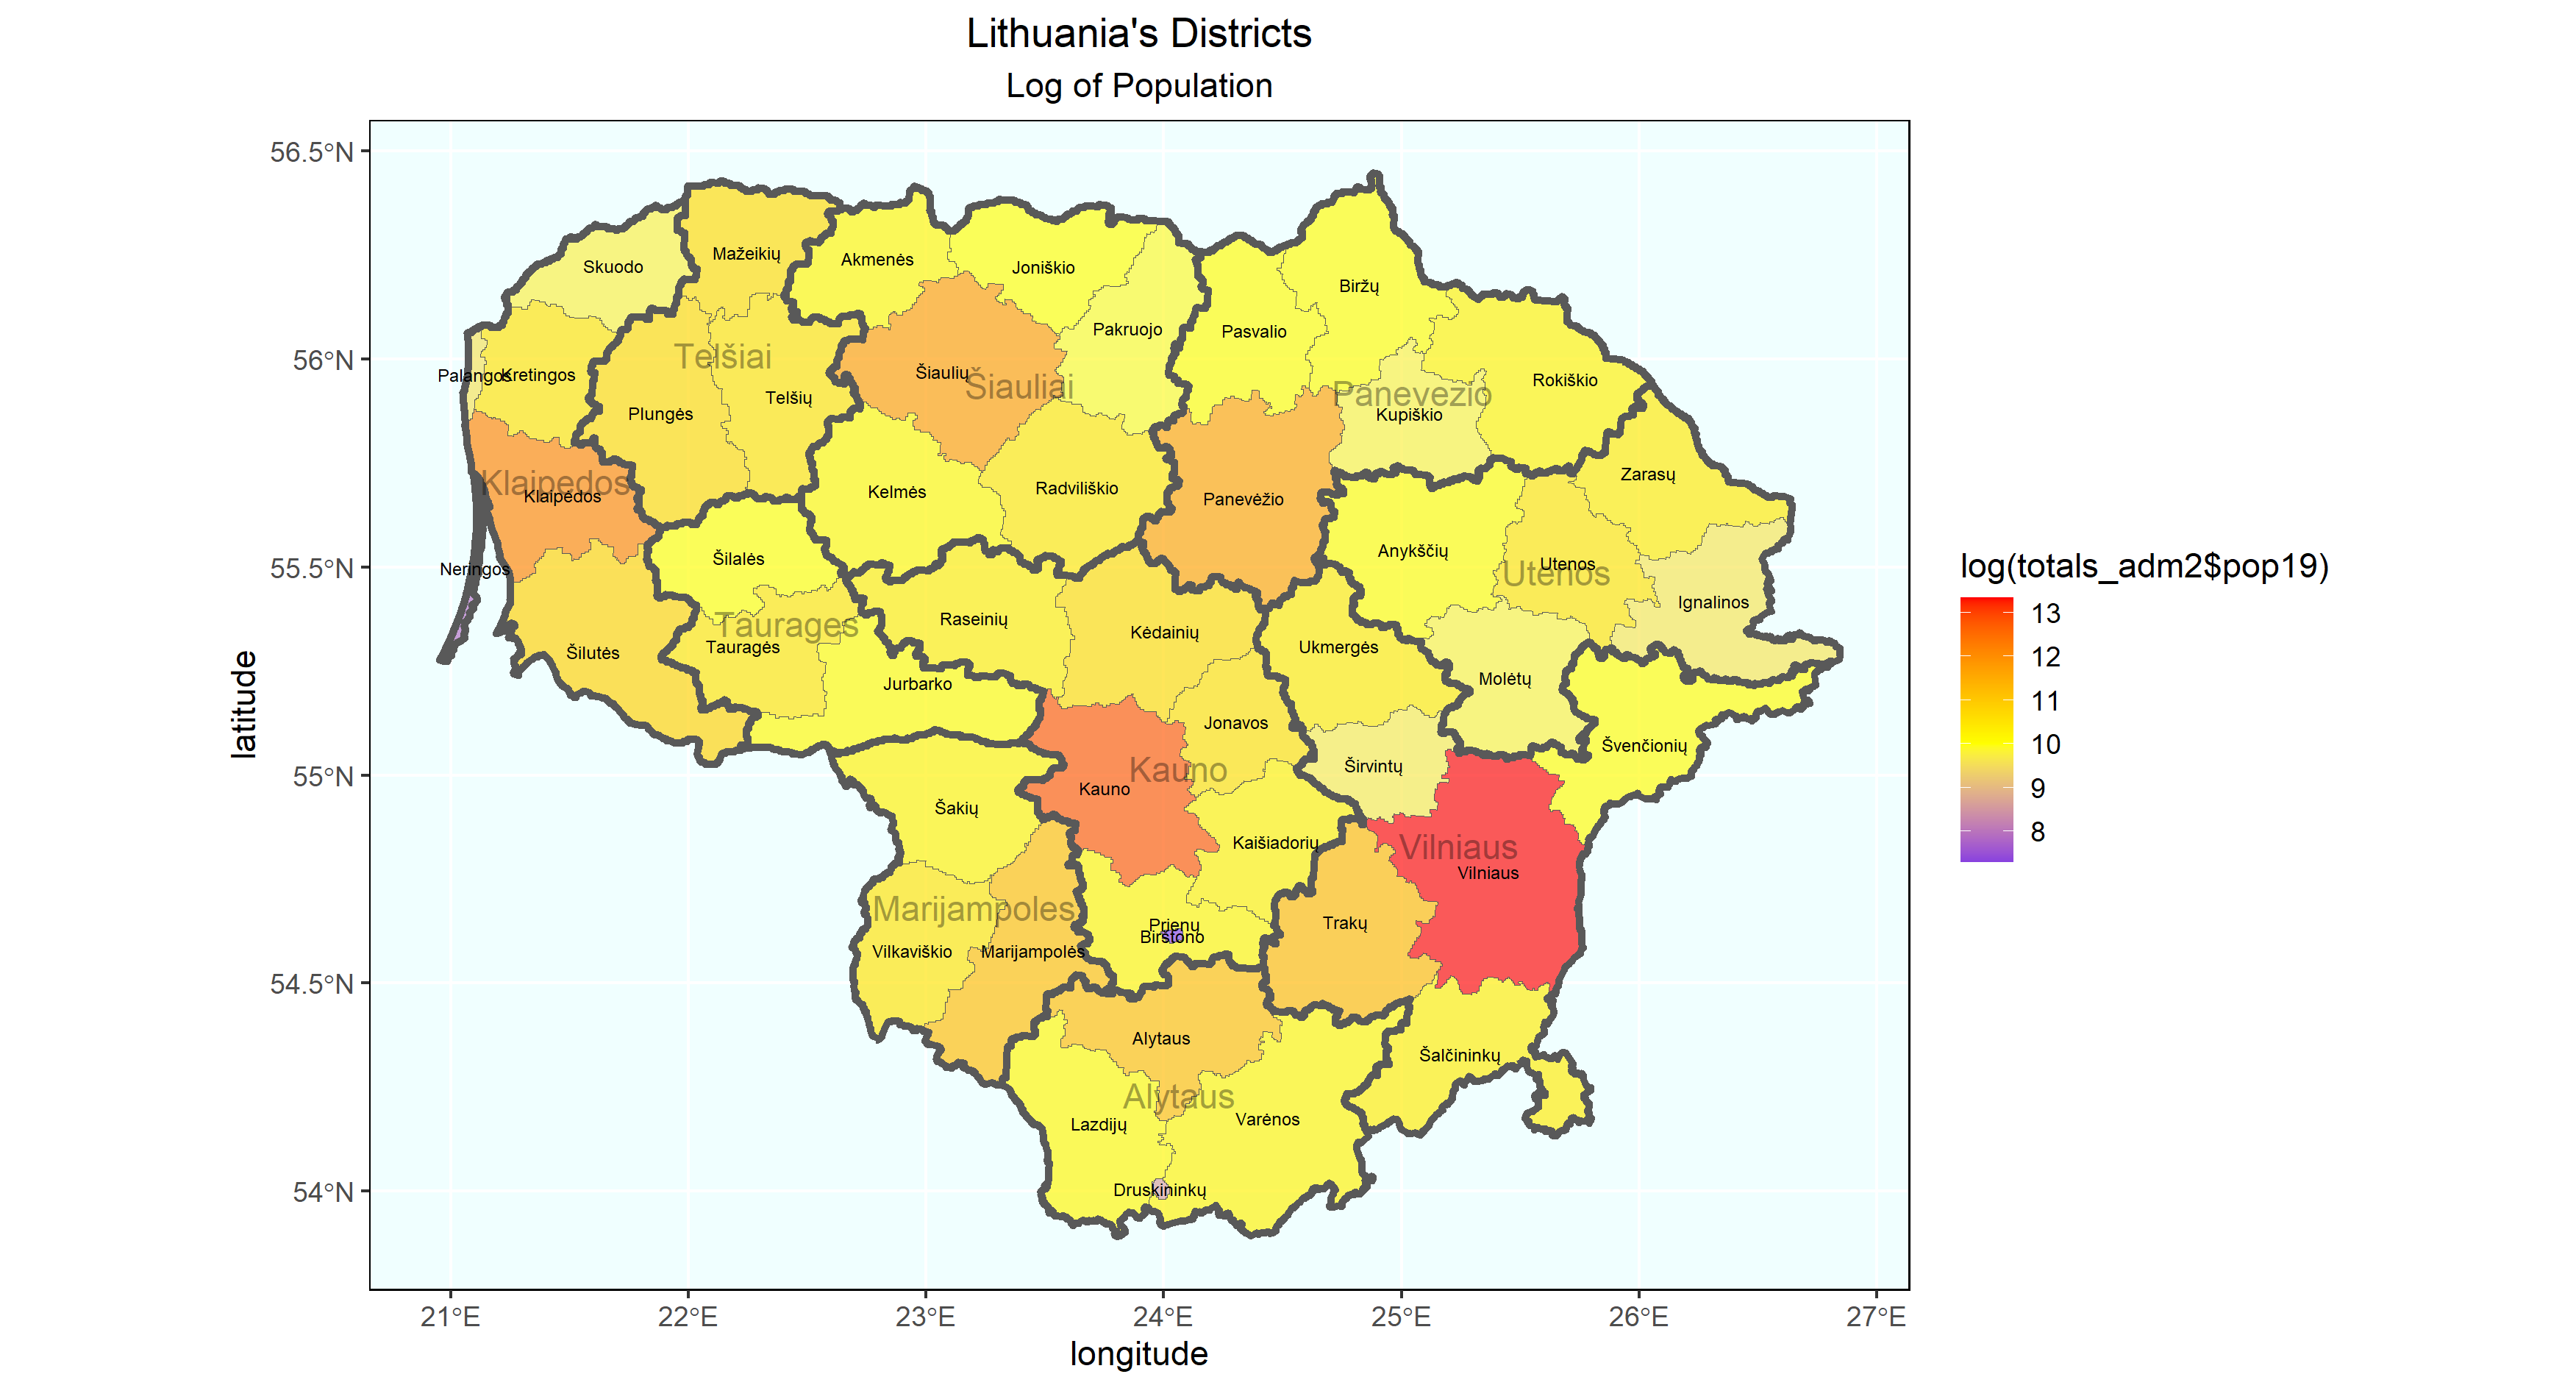 Lithuania's Districts
Log of Population
56.5°N
56°N
55.5°N
55°N
54.5°N
54°N
latitude
21°E
22°E
23°E
24°E
25°E
26°E
27°E
longitude
log(totals_adm2$pop19)
13
12
11
10
9
8
Skuodo
Mažeikių
Akmenės
Joniškio
Biržų
Pakruojo
Pasvalio
Telšiai
Palangos
Kretingos
Šiaulių
Šiauliai
Panevezio
Rokiškio
Plungės
Telšių
Kupiškio
Klaipedos
Klaipėdos
Kelmės
Radviliškio
Panevėžio
Zarasų
Neringos
Šilalės
Anykščių
Utenos
Utenos
Ignalinos
Taurages
Raseinių
Kėdainių
Šilutės
Tauragės
Ukmergės
Jurbarko
Molėtų
Jonavos
Švenčionių
Kauno
Kauno
Širvintų
Šakių
Kaišiadorių
Vilniaus
Vilniaus
Marijampoles
Prienų
Birštono
Trakų
Vilkaviškio
Marijampolės
Alytaus
Šalčininkų
Alytaus
Lazdijų
Varėnos
Druskininkų